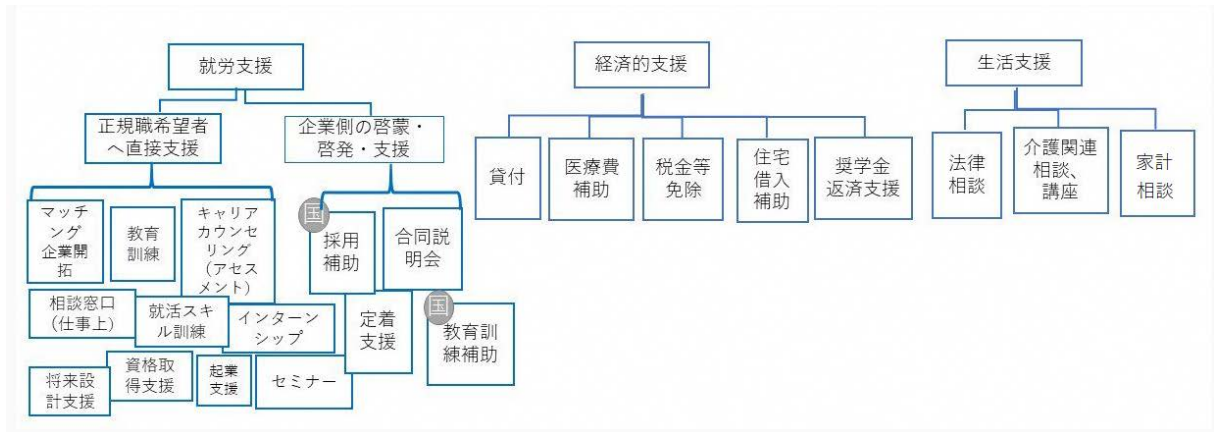 就労支援
経済的支援
生活支援
正規職希望者
へ直接支援
企業側の啓蒙・
啓発・支援
貸付
医療費
補助
税金等
免除
住宅
借入
補助
奨学金
返済支援
法律
相談
介護関連
相談、
講座
家計
相談
マッチ
ング
企業開
拓
教育
訓練
キャリア
カウンセ
リング
（アセス
メント）
国
採用
補助
合同説
明会
相談窓口
（仕事上）
就活スキ
ル訓練
インターン
シップ
定着
支援
国
教育訓
練補助
将来設
計支援
資格取
得支援
起業
支援
セミナー